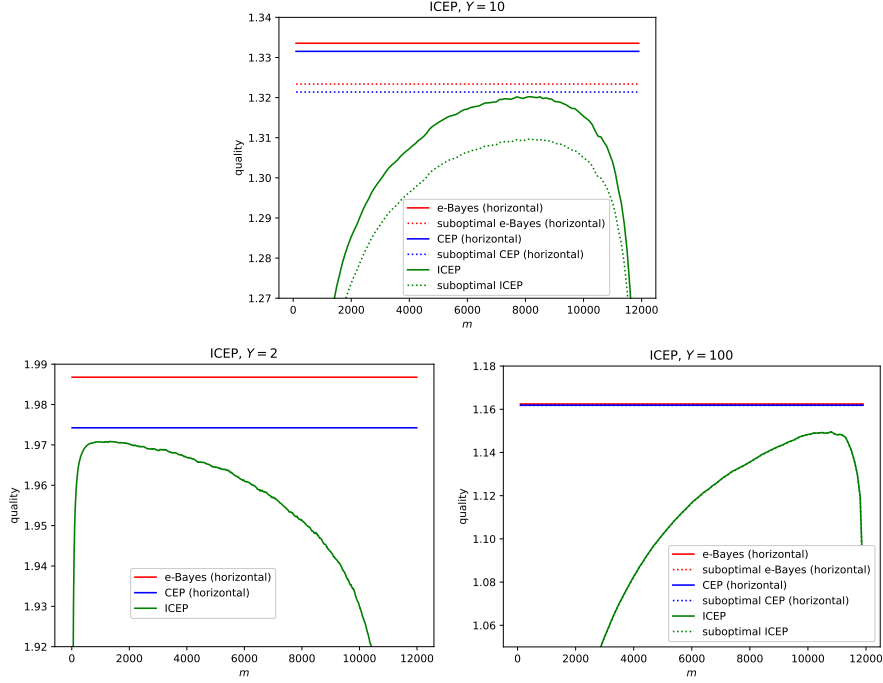 ICEP, Y = 10
1.34
1.33
1.32
1.31
1.30
1.29
1.28
1.27
quality
0
2000
4000
6000
8000
10000
12000
m
e-Bayes (horizontal)
suboptimal e-Bayes (horizontal)
CEP (horizontal)
suboptimal CEP (horizontal)
ICEP
suboptimal ICEP
ICEP, Y = 2
1.99
1.98
1.97
1.96
1.95
1.94
1.93
1.92
quality
0
2000
4000
6000
8000
10000
12000
m
e-Bayes (horizontal)
CEP (horizontal)
ICEP
ICEP, Y = 100
1.18
1.16
1.14
1.12
1.10
1.08
1.06
quality
0
2000
4000
6000
8000
10000
12000
m
e-Bayes (horizontal)
suboptimal e-Bayes (horizontal)
CEP (horizontal)
suboptimal CEP (horizontal)
ICEP
suboptimal ICEP